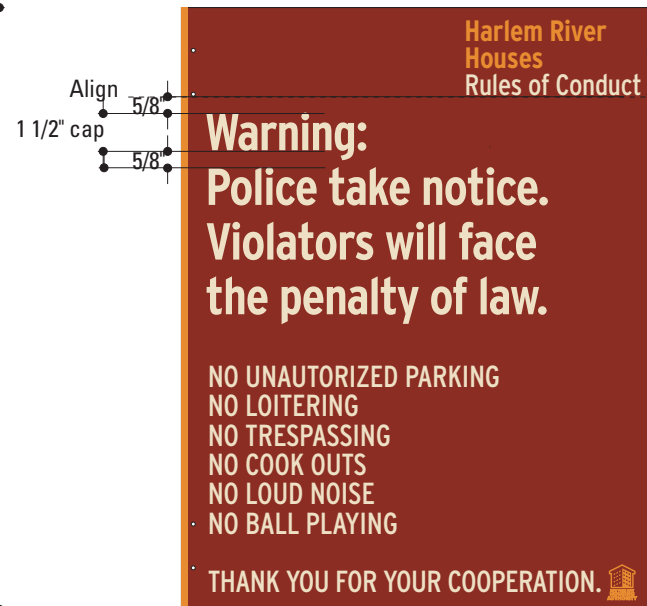 Harlem River
Houses
Rules of Conduct
Align
5/8"
1 1/2" cap
5/8"
Warning:
Police take notice.
Violators will face
the penalty of law.
NO UNAUTORIZED PARKING
NO LOITERING
NO TRESPASSING
NO COOK OUTS
NO LOUD NOISE
NO BALL PLAYING
THANK YOU FOR YOUR COOPERATION.